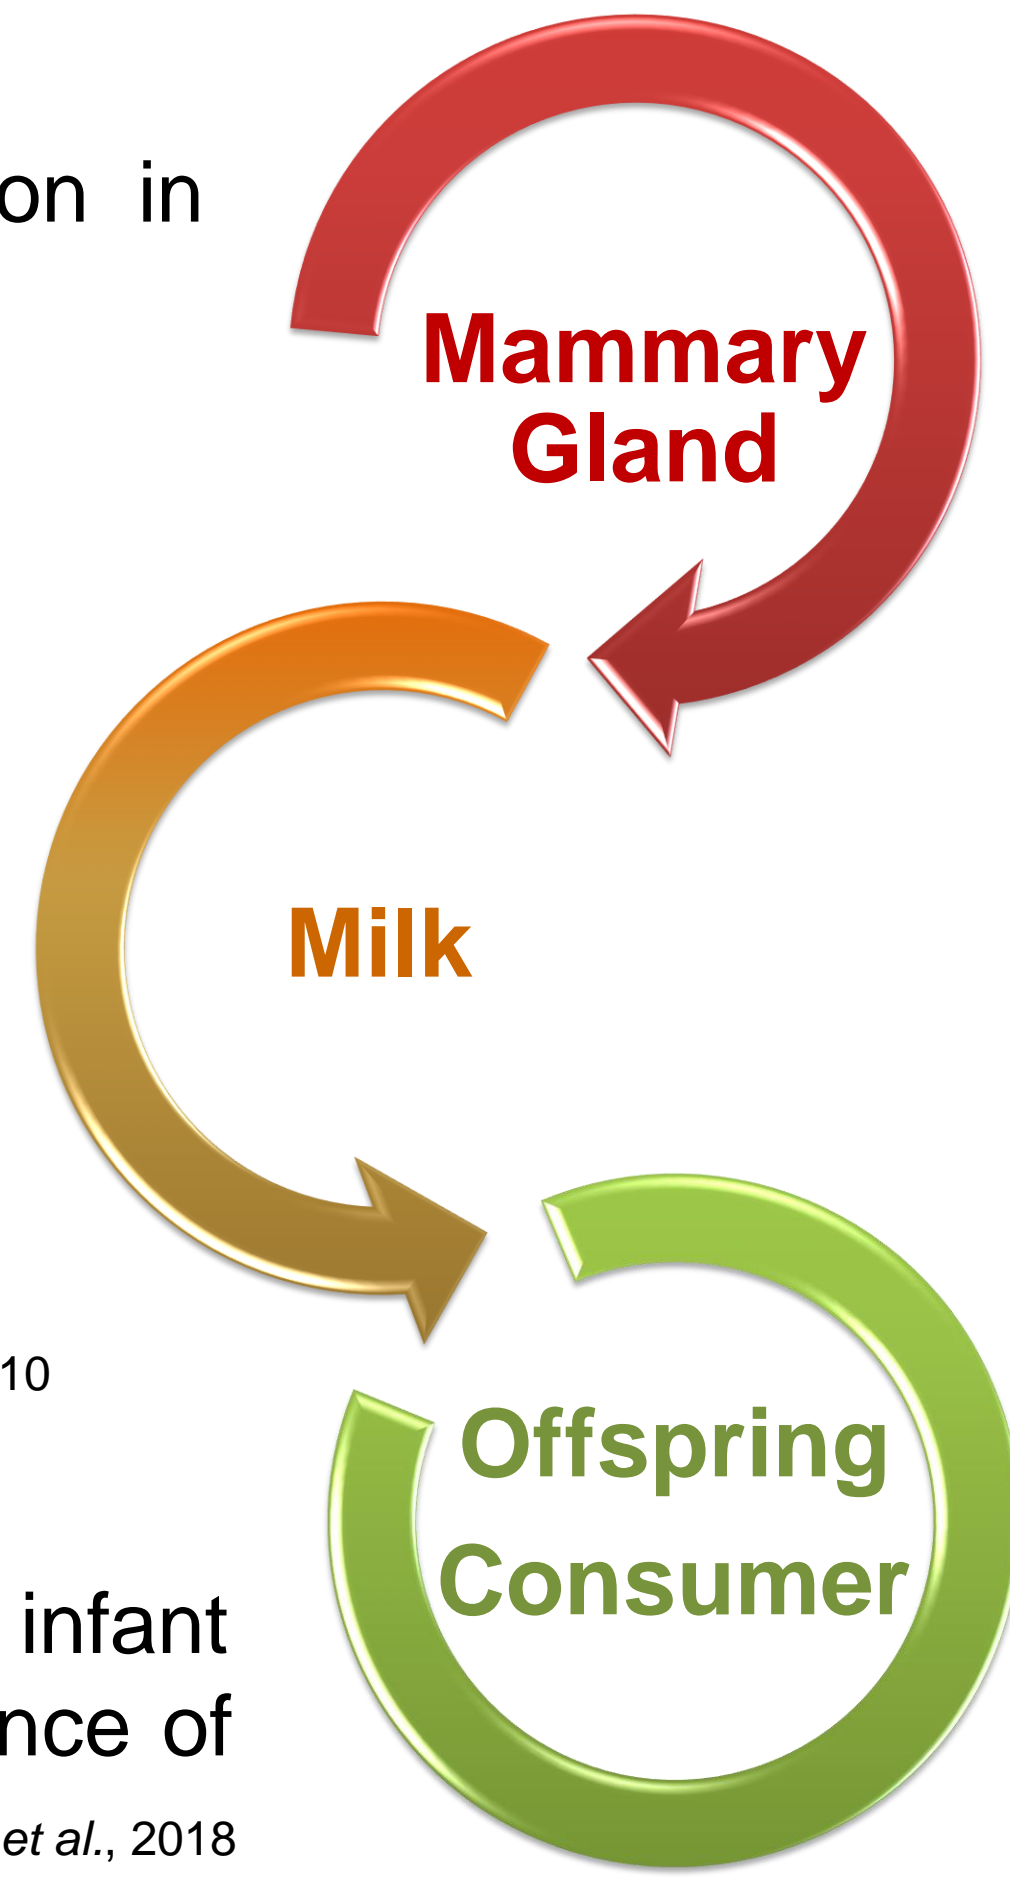 on in
Mammary
Gland
Milk
10
Offspring
Consumer
infant
nce of
et al., 2018